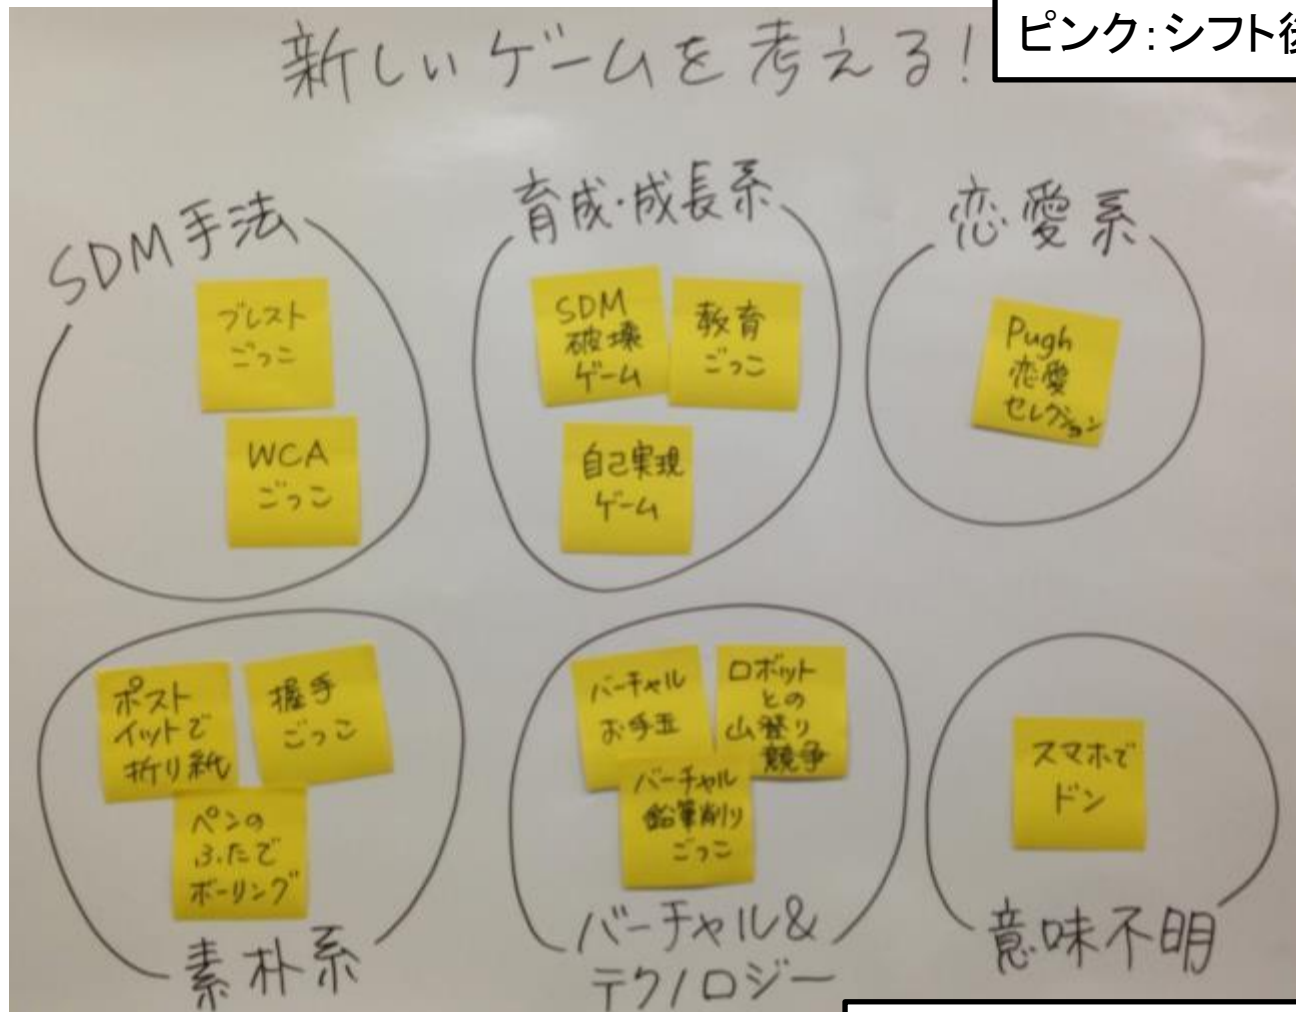 新しいゲームを考える!
ピンク:シフト後
SDM手法
ブレスト
ごっこ
WCA
ごっこ
育成・成長系
SDM
破壊
ゲーム
教育
ごっこ
自己実現
ゲーム
恋愛系
Pugh
恋愛
セレクション
ポスト
イットで
折り紙
握手
ごっこ
ペンの
ふたで
ボーリング
素朴系
バーチャル
お手玉
ロボット
との
山登り
競争
バーチャル
鉛筆削り
ごっこ
バーチャル&
テクノロジー
スマホで
ドン
意味不明